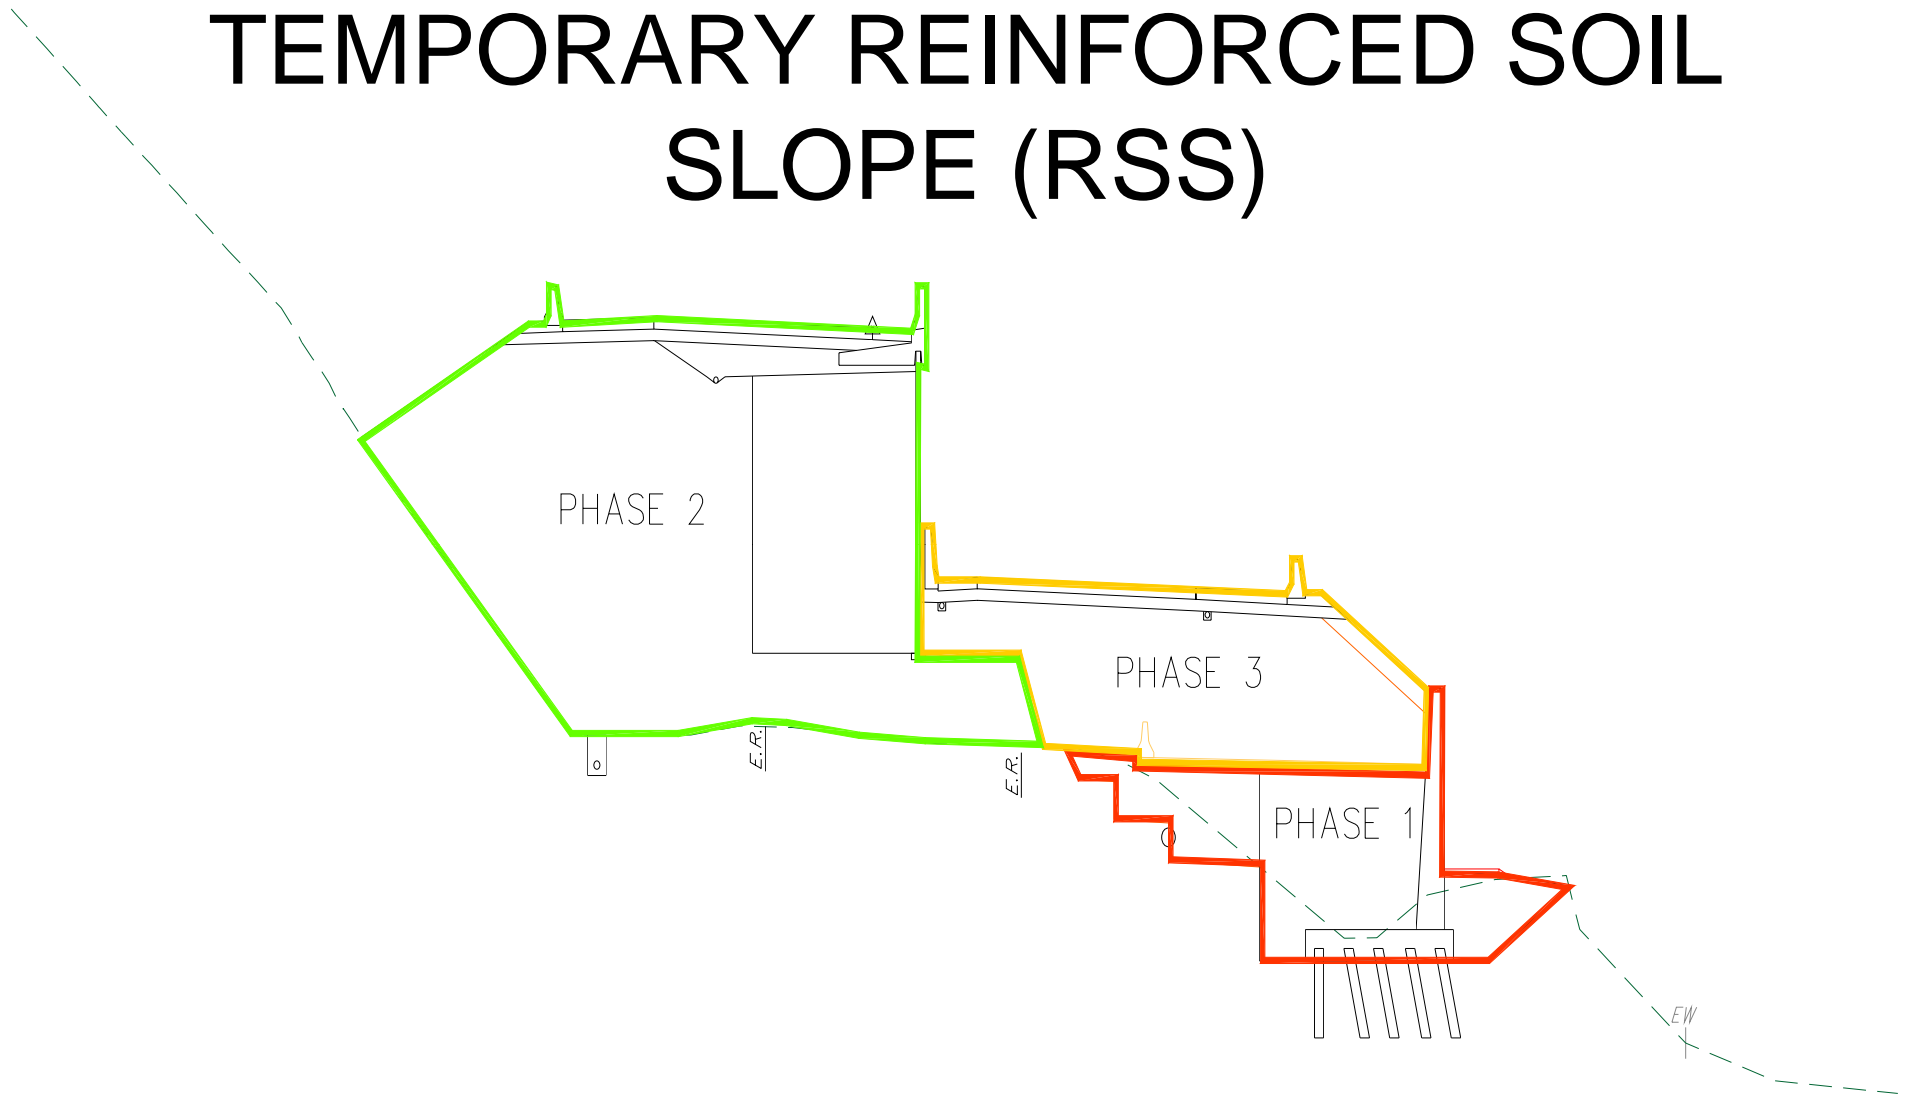 TEMPORARY REINFORCED SOIL
SLOPE (RSS)
PHASE 2
PHASE 3
E.R.
E.R.
PHASE 1
EW